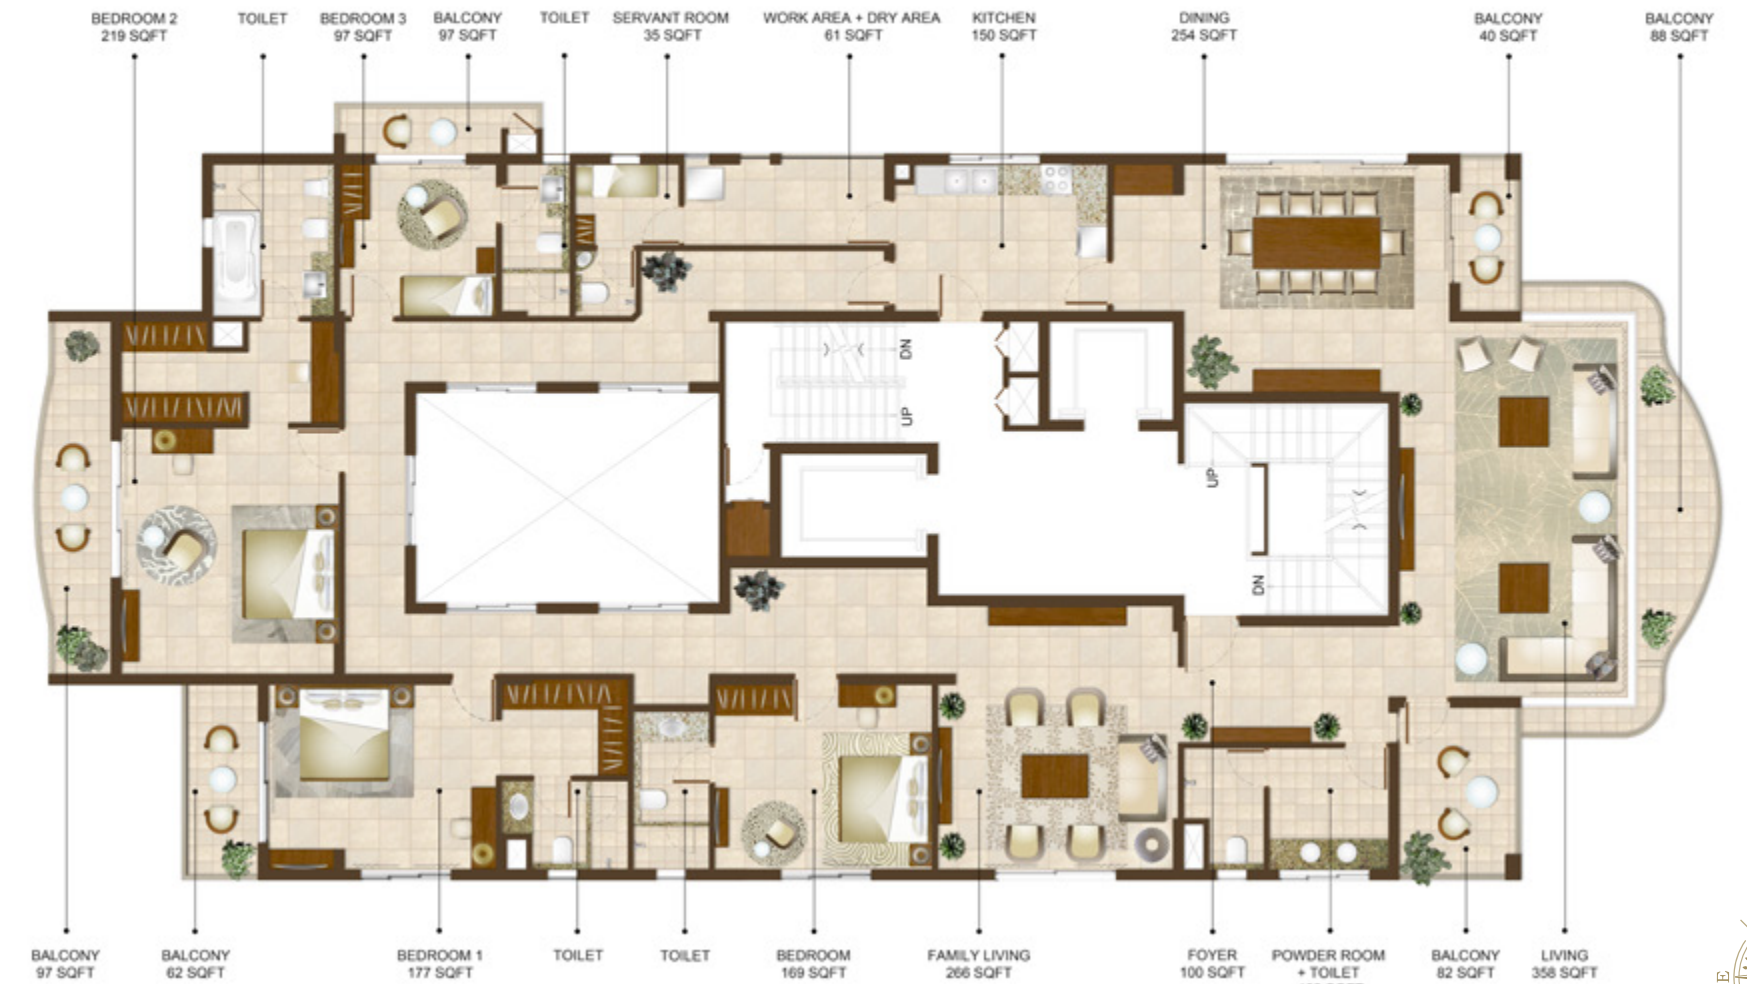 BEDROOM 2
219 SQFT
TOILET
BEDROOM 3
97 SQFT
BALCONY
97 SQFT
TOILET
SERVANT ROOM
35 SQFT
WORK AREA + DRY AREA
61 SQFT
KITCHEN
150 SQFT
DINING
254 SQFT
BALCONY
40 SQFT
BALCONY
88 SQFT
DN
UP
UP
DN
BALCONY
97 SQFT
BALCONY
62 SQFT
BEDROOM 1
177 SQFT
TOILET
TOILET
BEDROOM
169 SQFT
FAMILY LIVING
266 SQFT
FOYER
100 SQFT
POWDER ROOM
+ TOILET
BALCONY
82 SQFT
LIVING
358 SQFT
E